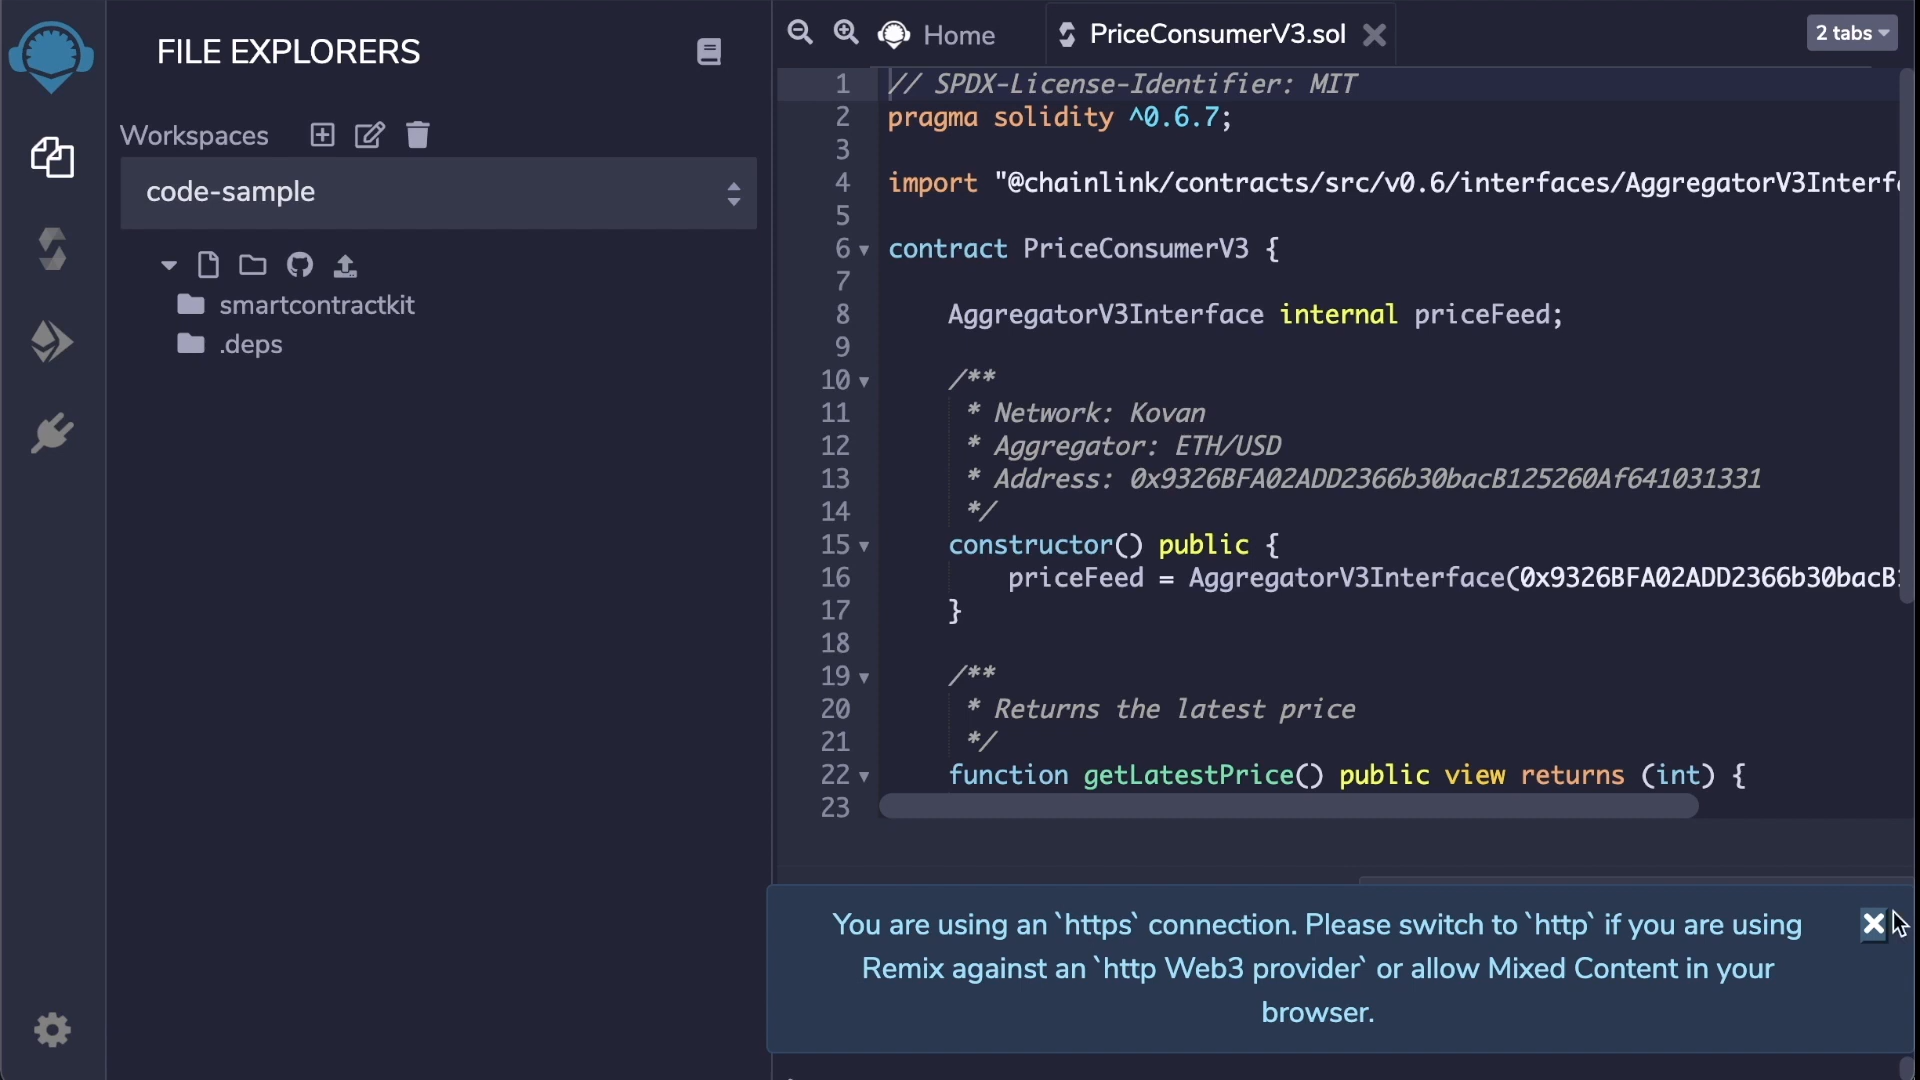 FILE EXPLORERS
Workspaces
code-sample
smartcontractkit
.deps
Home
PriceConsumerV3.sol
2 tabs
1 // SPDX-License-Identifier: MIT
2 pragma solidity ^0.6.7;
3
4 import "@chainlink/contracts/src/v0.6/interfaces/AggregatorV3Interf
5
6 contract PriceConsumerV3 {
7
8 AggregatorV3Interface internal priceFeed;
9
10 /**
11 * Network: Kovan
12 * Aggregator: ETH/USD
13 * Address: 0x9326BFA02ADD2366b30bacB125260Af641031331
14 */
15 constructor() public {
16 priceFeed = AggregatorV3Interface(0x9326BFA02ADD2366b30bacB
17 }
18
19 /**
20 * Returns the latest price
21 */
22 function getLatestPrice() public view returns (int) {
23
You are using an `https` connection. Please switch to `http` if you are using
Remix against an `http Web3 provider` or allow Mixed Content in your
browser.